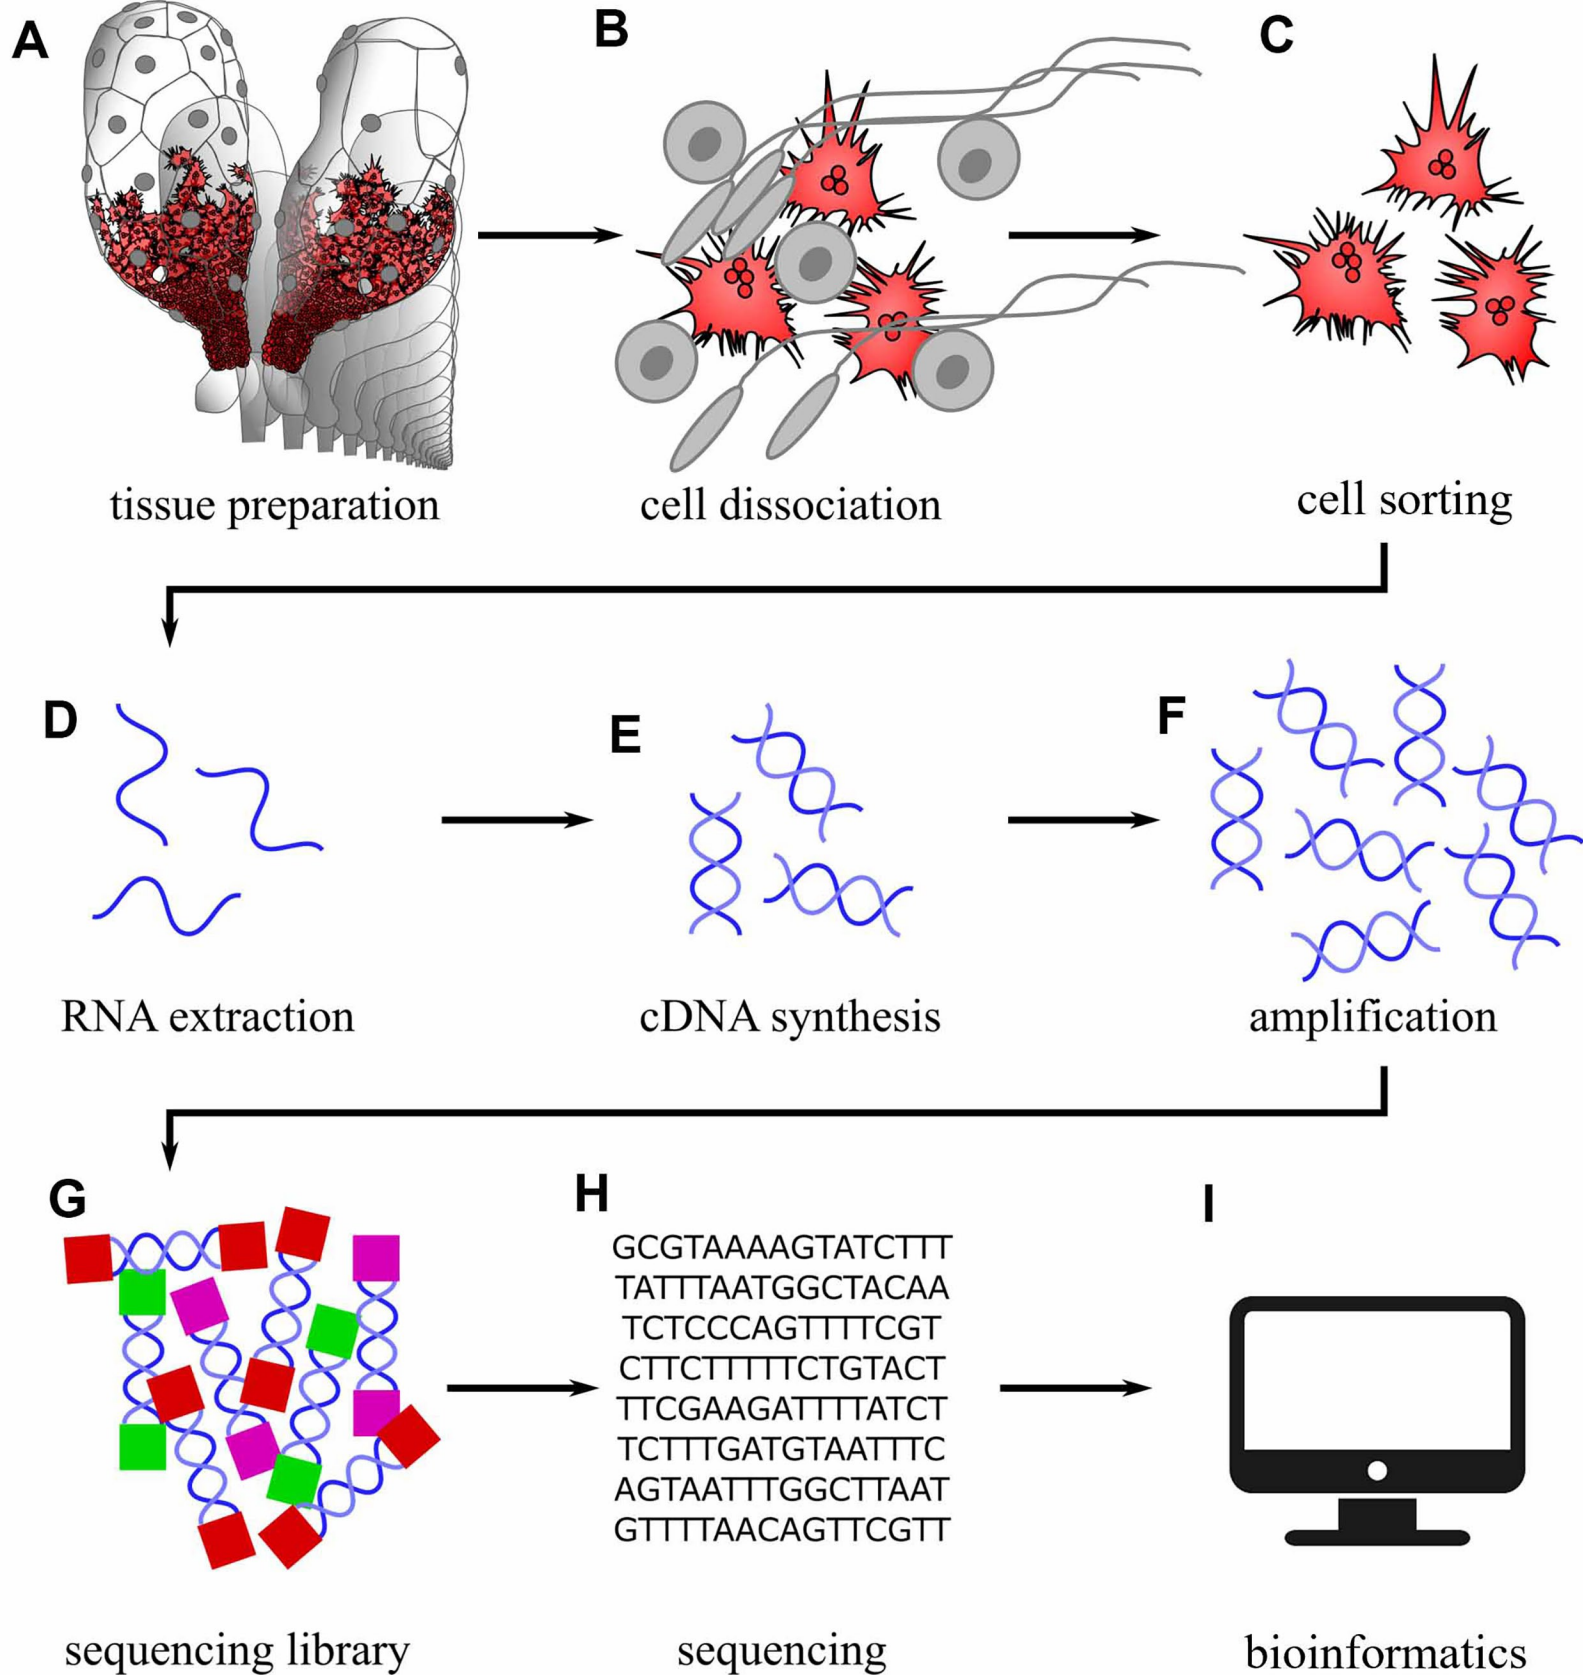 A
B
C
tissue preparation
cell dissociation
cell sorting
D
E
F
RNA extraction
cDNA synthesis
amplification
G
H
I
GCGTAAAAGTATCTTT
TATTTAATGGCTACAA
TCTCCCAGTTTTCGT
CTTCTTTTTCTGTACT
TTCGAAGATTTTATCT
TCTTTGATGTAATTTC
AGTAATTTGGCTTAAT
GTTTTAACAGTTCGTT
sequencing library
sequencing
bioinformatics